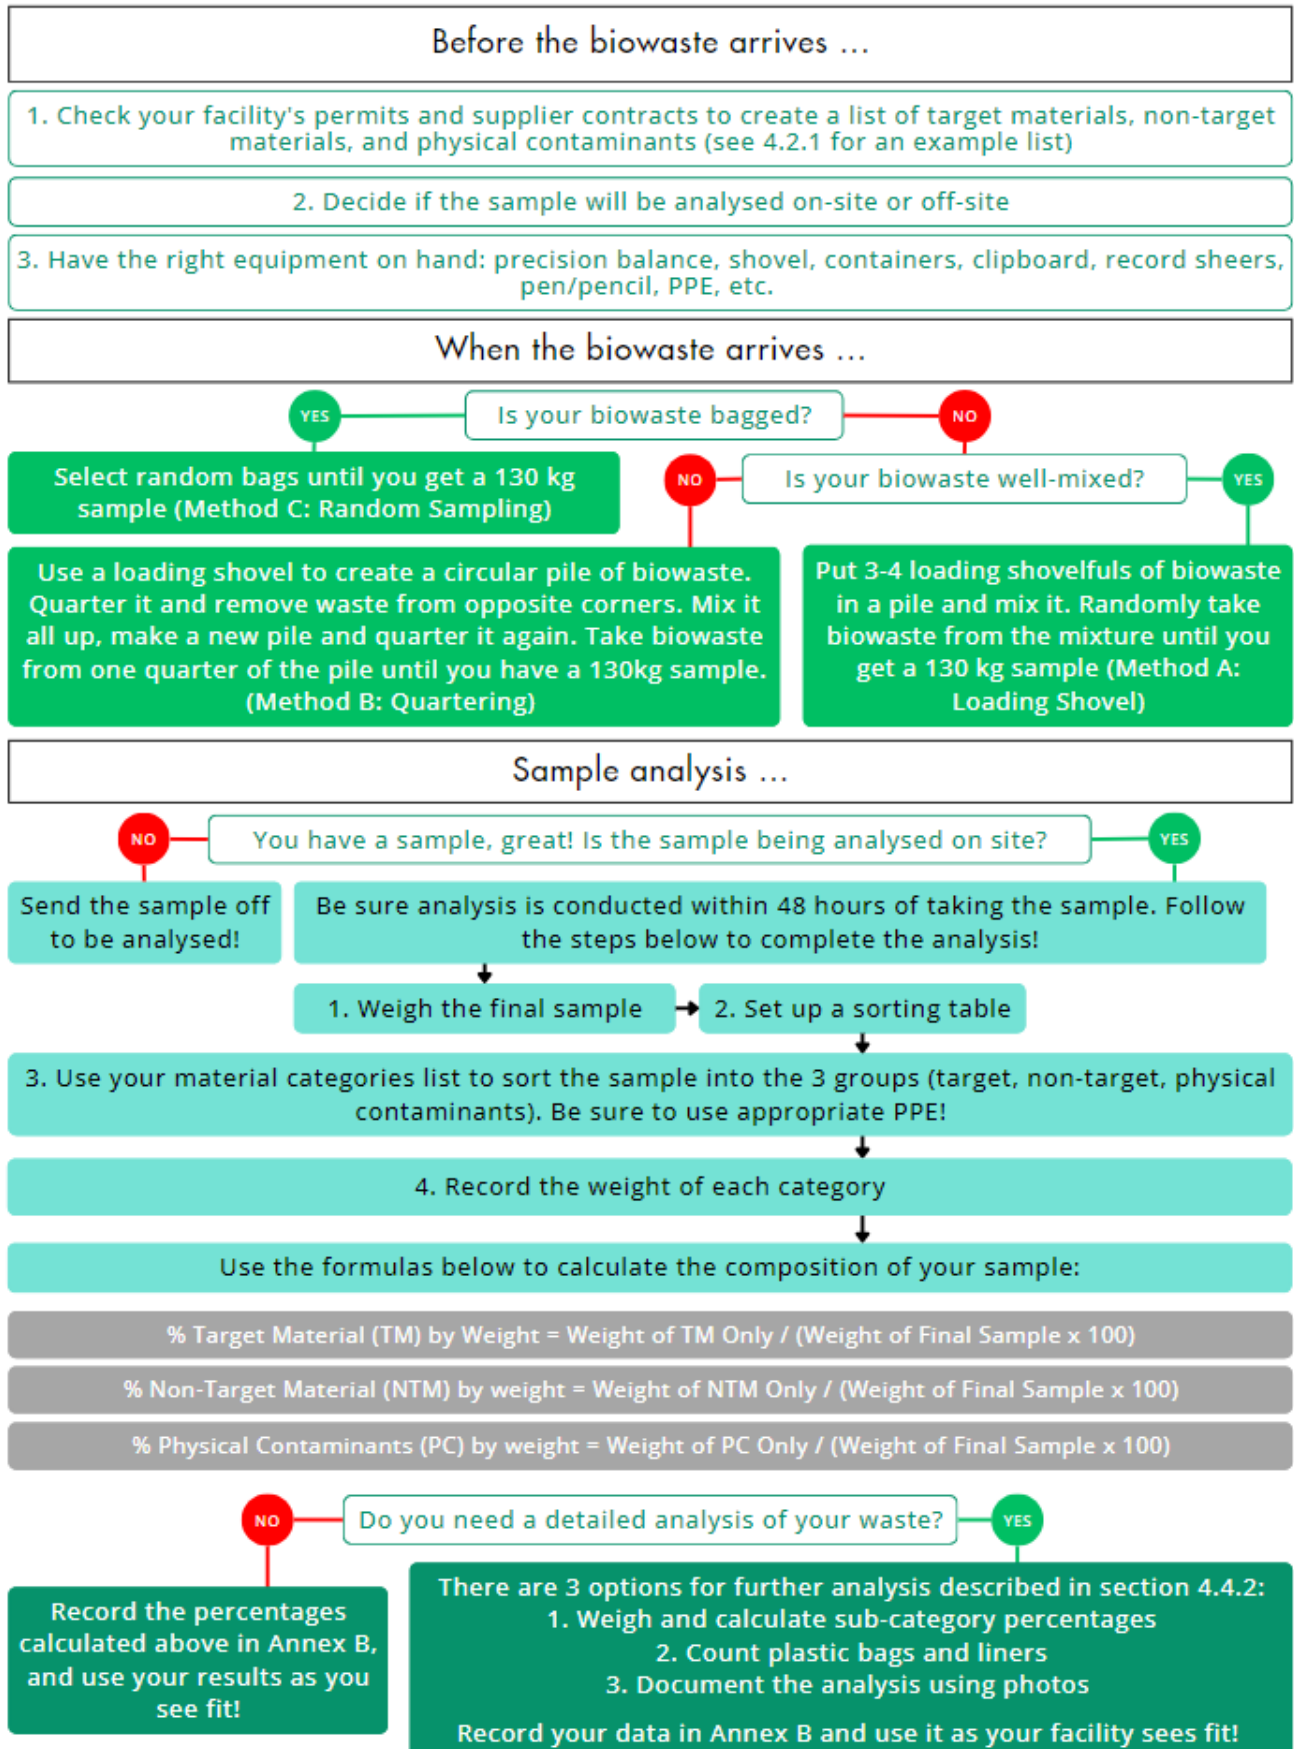 Before the biowaste arrives ...
1. Check your facility's permits and supplier contracts to create a list of target materials, non-target
materials, and physical contaminants (see 4.2.1 for an example list)
2. Decide if the sample will be analysed on-site or off-site
3. Have the right equipment on hand: precision balance, shovel, containers, clipboard, record sheers,
pen/pencil, PPE, etc.
When the biowaste arrives ...
YES
Is your biowaste bagged?
NO
Select random bags until you get a 130 kg
sample (Method C: Random Sampling)
NO
Is your biowaste well-mixed?
YES
Use a loading shovel to create a circular pile of biowaste.
Quarter it and remove waste from opposite corners. Mix it
all up, make a new pile and quarter it again. Take biowaste
from one quarter of the pile until you have a 130kg sample.
(Method B: Quartering)
Put 3-4 loading shovelfuls of biowaste
in a pile and mix it. Randomly take
biowaste from the mixture until you
get a 130 kg sample (Method A:
Loading Shovel)
Sample analysis ...
NO
You have a sample, great! Is the sample being analysed on site?
YES
Send the sample off
to be analysed!
Be sure analysis is conducted within 48 hours of taking the sample. Follow
the steps below to complete the analysis!
1. Weigh the final sample
2. Set up a sorting table
3. Use your material categories list to sort the sample into the 3 groups (target, non-target, physical
contaminants). Be sure to use appropriate PPE!
4. Record the weight of each category
Use the formulas below to calculate the composition of your sample:
% Target Material (TM) by Weight = Weight of TM Only / (Weight of Final Sample x 100)
% Non-Target Material (NTM) by weight = Weight of NTM Only / (Weight of Final Sample x 100)
% Physical Contaminants (PC) by weight = Weight of PC Only / (Weight of Final Sample x 100)
NO
Do you need a detailed analysis of your waste?
YES
Record the percentages
calculated above in Annex B,
and use your results as you
see fit!
There are 3 options for further analysis described in section 4.4.2:
1. Weigh and calculate sub-category percentages
2. Count plastic bags and liners
3. Document the analysis using photos
Record your data in Annex B and use it as your facility sees fit!